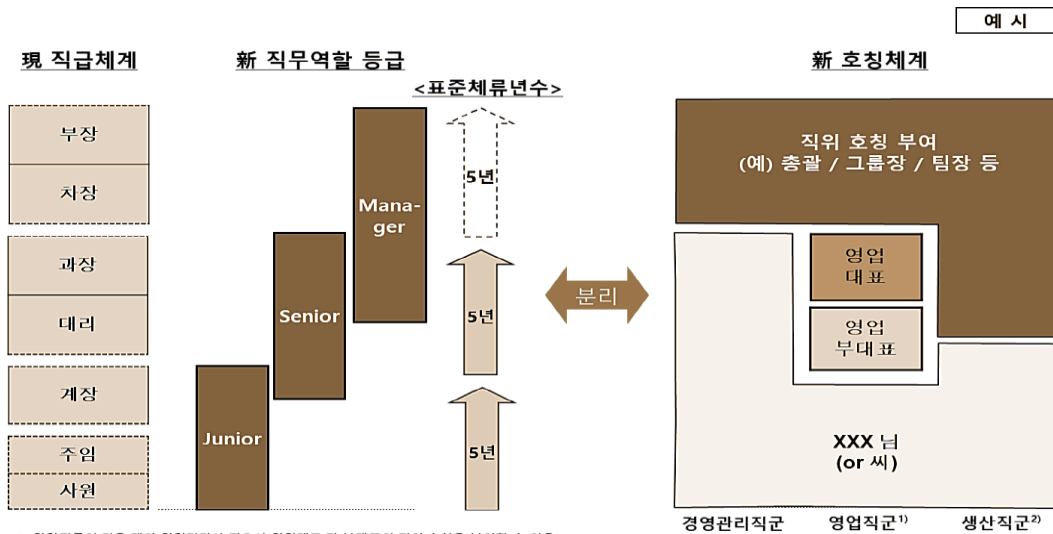 예 시
現 직급체계
新 직무역할 등급
<표준체류년수>
新 호칭체계
부장
차장
과장
대리
계장
주임
사원
Mana-
ger
Senior
Junior
5년
5년
5년
분리
직위 호칭 부여
(예) 총괄 / 그룹장 / 팀장 등
영업
대표
영업
부대표
XXX 님
(or 씨)
경영관리직군
영업직군1)
생산직군2)